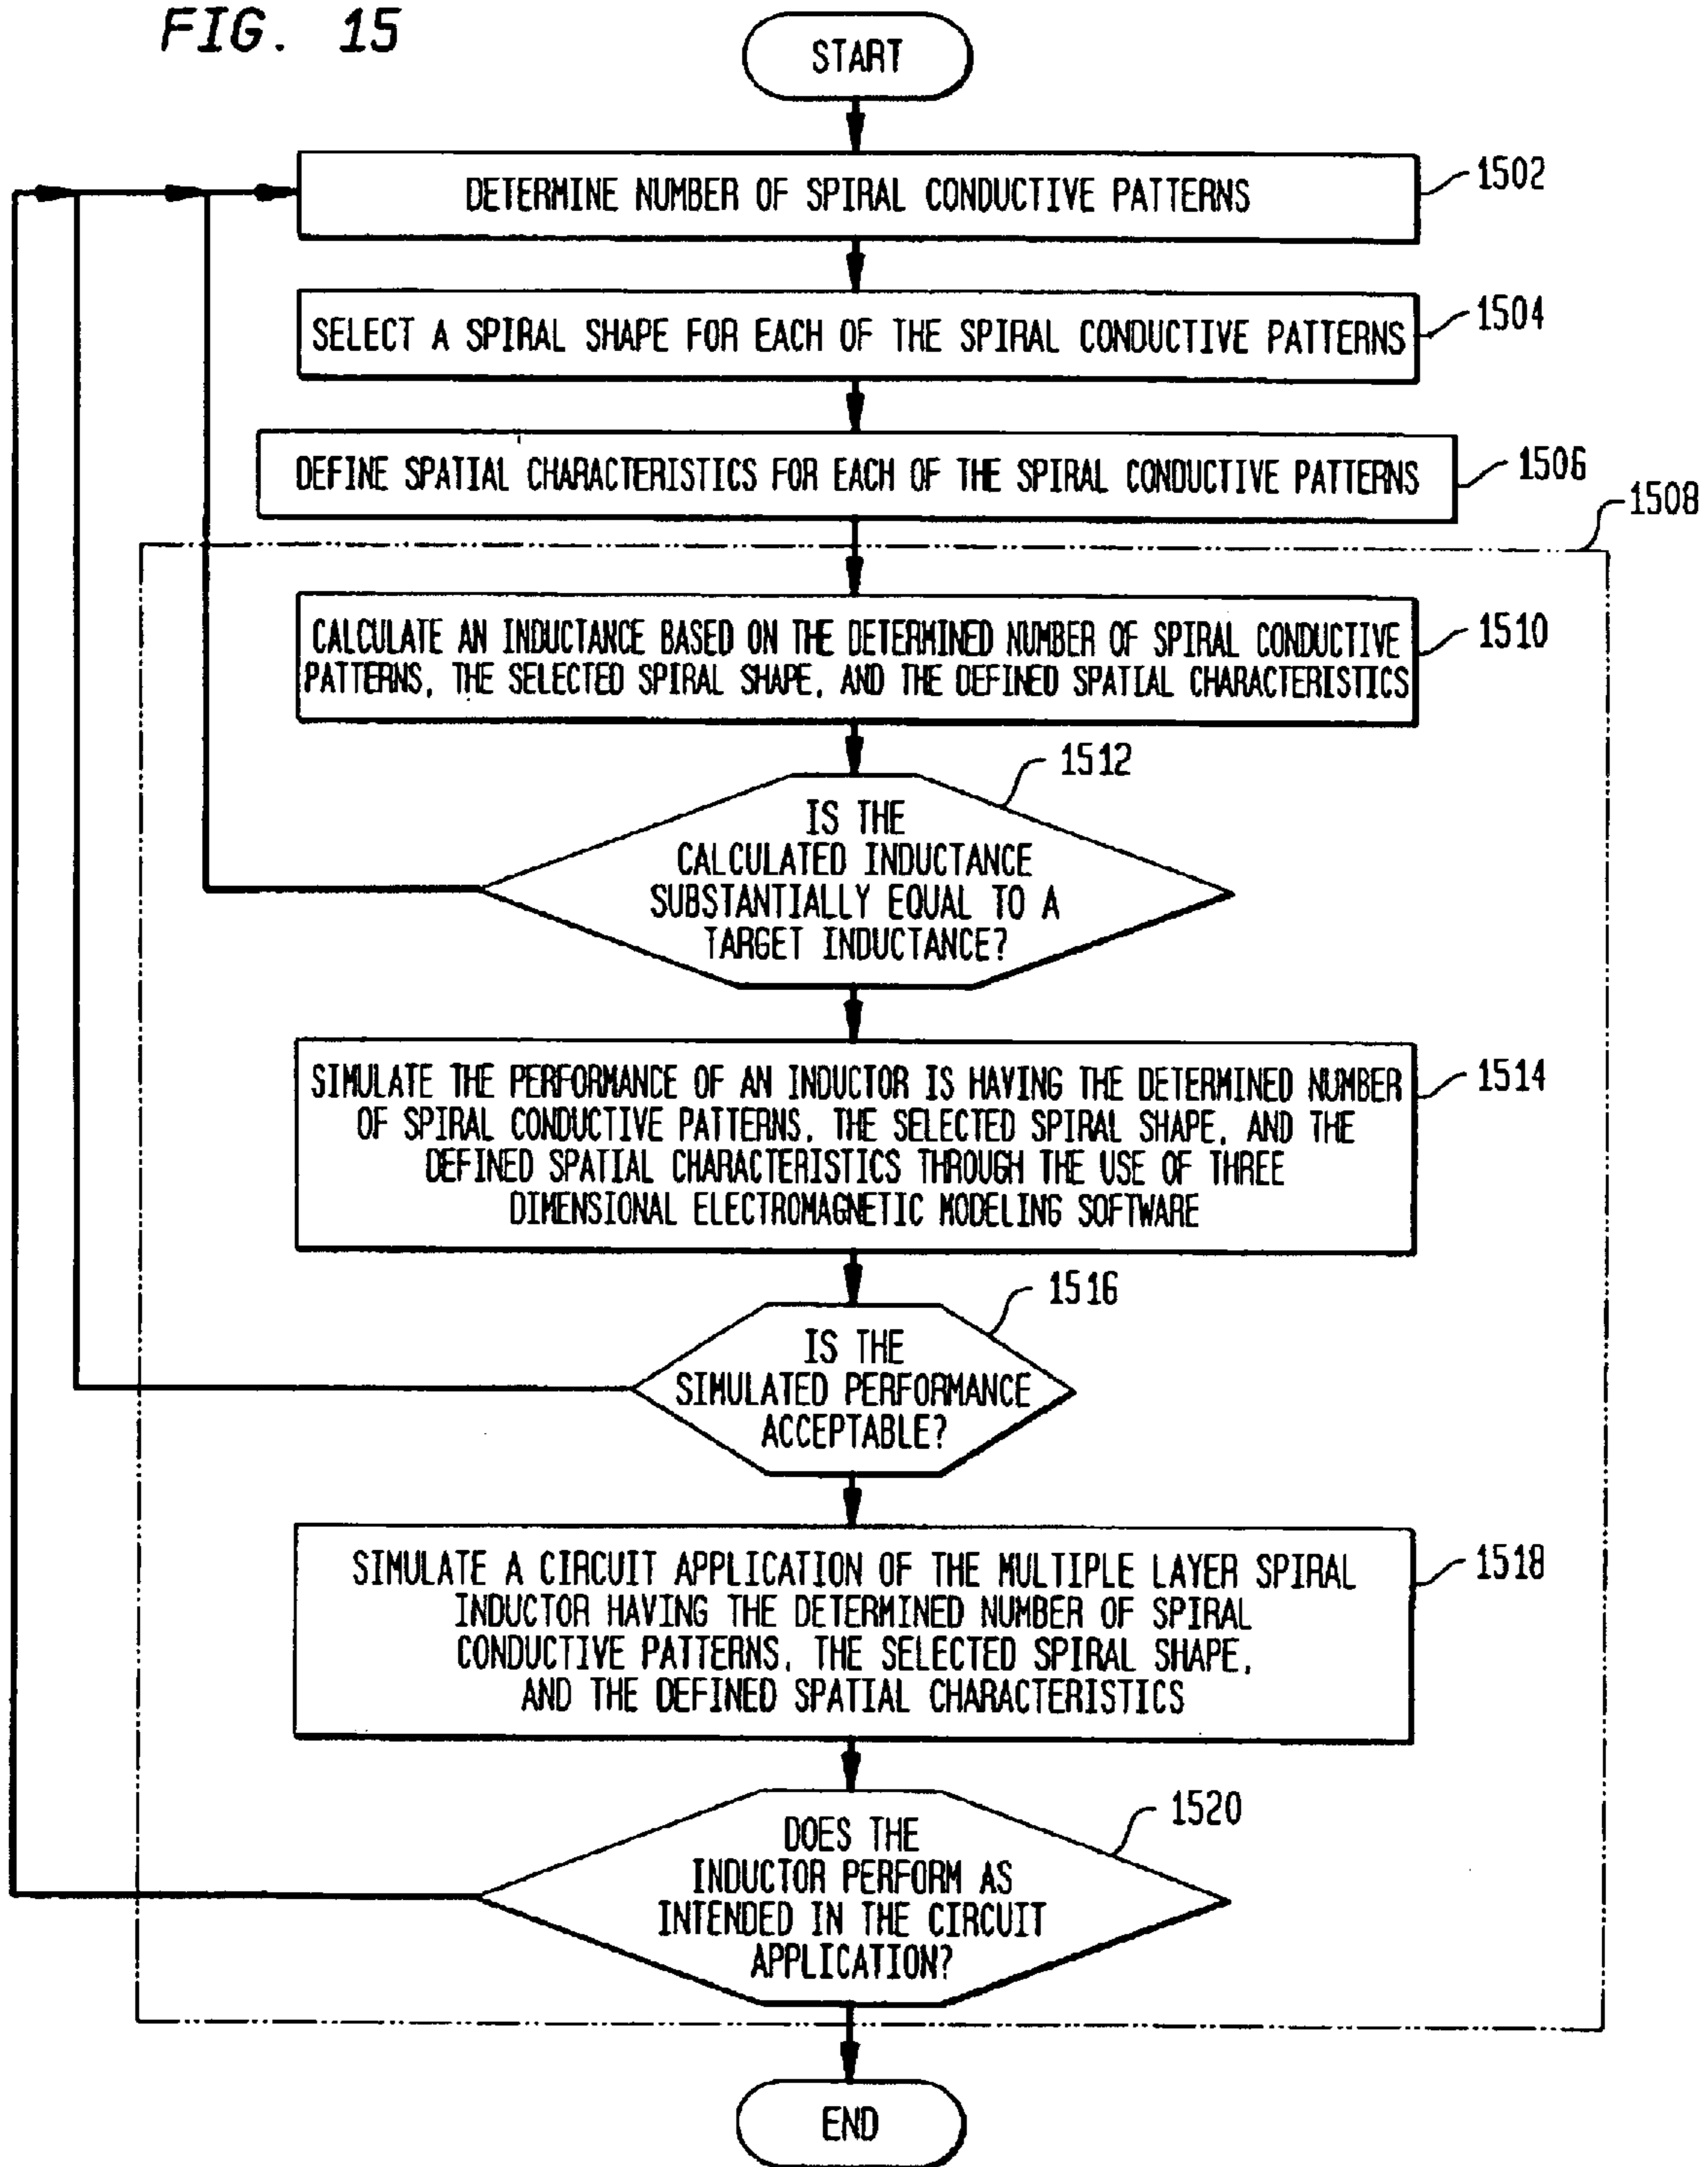 FIG. 15
START
DETERMINE NUMBER OF SPIRAL CONDUCTIVE PATTERNS
1502
SELECT A SPIRAL SHAPE FOR EACH OF THE SPIRAL CONDUCTIVE PATTERNS
1504
DEFINE SPATIAL CHARACTERISTICS FOR EACH OF THE SPIRAL CONDUCTIVE PATTERNS
1506
1508
CALCULATE AN INDUCTANCE BASED ON THE DETERMINED NUMBER OF SPIRAL CONDUCTIVE
PATTERNS, THE SELECTED SPIRAL SHAPE, AND THE DEFINED SPATIAL CHARACTERISTICS
1510
IS THE
CALCULATED INDUCTANCE
SUBSTANTIALLY EQUAL TO A
TARGET INDUCTANCE?
1512
SIMULATE THE PERFORMANCE OF AN INDUCTOR IS HAVING THE DETERMINED NUMBER
OF SPIRAL CONDUCTIVE PATTERNS, THE SELECTED SPIRAL SHAPE, AND THE
DEFINED SPATIAL CHARACTERISTICS THROUGH THE USE OF THREE
DIMENSIONAL ELECTROMAGNETIC MODELING SOFTWARE
1514
IS THE
SIMULATED PERFORMANCE
ACCEPTABLE?
1516
SIMULATE A CIRCUIT APPLICATION OF THE MULTIPLE LAYER SPIRAL
INDUCTOR HAVING THE DETERMINED NUMBER OF SPIRAL
CONDUCTIVE PATTERNS, THE SELECTED SPIRAL SHAPE,
AND THE DEFINED SPATIAL CHARACTERISTICS
1518
DOES THE
INDUCTOR PERFORM AS
INTENDED IN THE CIRCUIT
APPLICATION?
1520
END